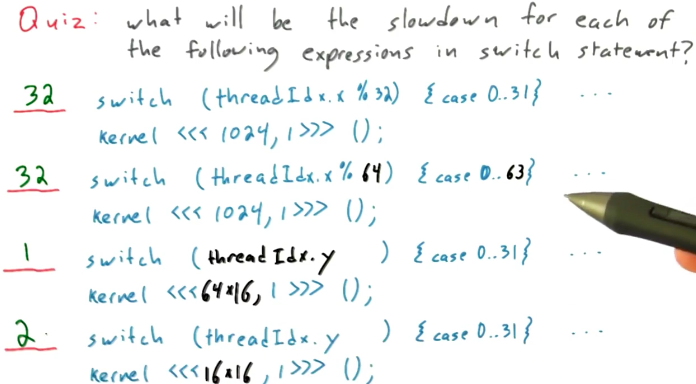 Quiz: what will be the slowdown for each of
the following expressions in switch statement?
32 switch (threadIdx.x % 32) { case 0..31} ...
kernel <<< 1024, 1 >>> ();
32 switch (threadIdx.x % 64) { case 0..63} ...
kernel <<< 1024, 1 >>> ();
1 switch (threadIdx.y ) { case 0..31} ...
kernel <<< 64*16, 1 >>> ();
2 switch (threadIdx.y ) { case 0..31} ...
kernel <<< 16*16, 1 >>> ();